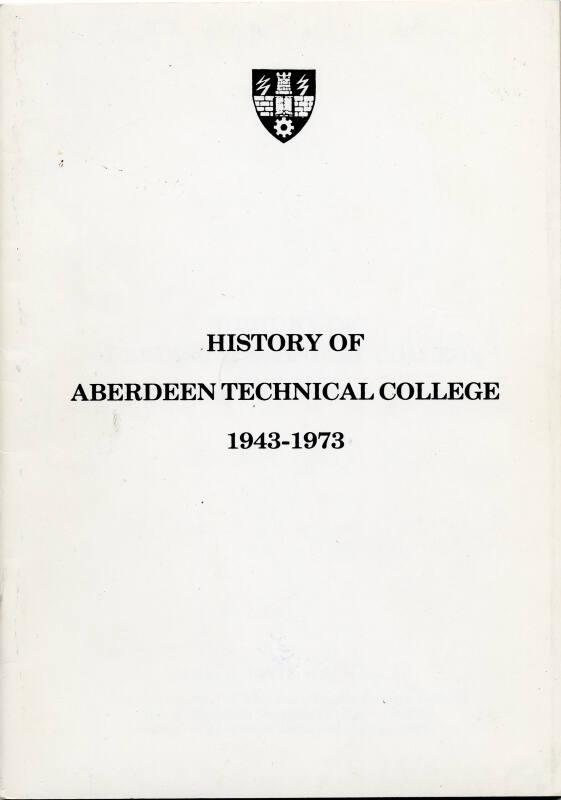 HISTORY OF
ABERDEEN TECHNICAL COLLEGE
1943-1973